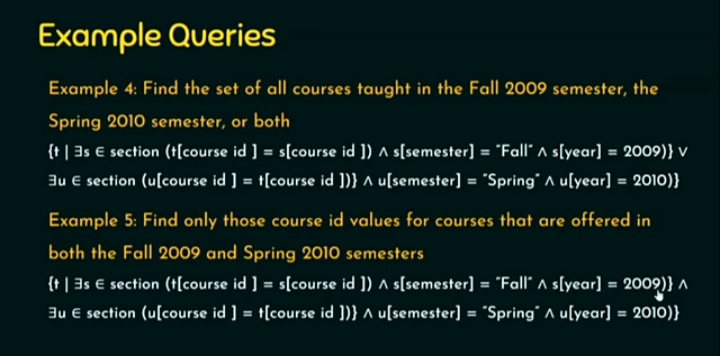 Example Queries
Example 4: Find the set of all courses taught in the Fall 2009 semester, the
Spring 2010 semester, or both
{t | ∃s ∈ section (t[course id ] = s[course id ]) ∧ s[semester] = "Fall" ∧ s[year] = 2009)} ∨
∃u ∈ section (u[course id ] = t[course id ])} ∧ u[semester] = "Spring" ∧ u[year] = 2010)}
Example 5: Find only those course id values for courses that are offered in
both the Fall 2009 and Spring 2010 semesters
{t | ∃s ∈ section (t[course id ] = s[course id ]) ∧ s[semester] = "Fall" ∧ s[year] = 2009)} ∧
∃u ∈ section (u[course id ] = t[course id ])} ∧ u[semester] = "Spring" ∧ u[year] = 2010)}